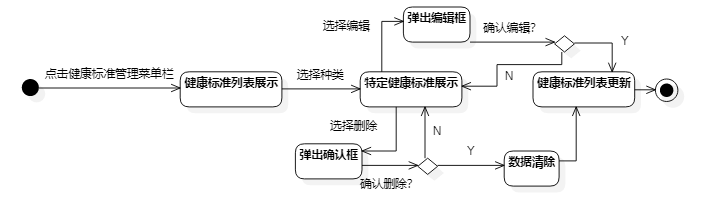 选择编辑
弹出编辑框
确认编辑？
Y
点击健康标准管理菜单栏
健康标准列表展示
选择种类
特定健康标准展示
N
健康标准列表更新
选择删除
N
弹出确认框
Y
数据清除
确认删除？